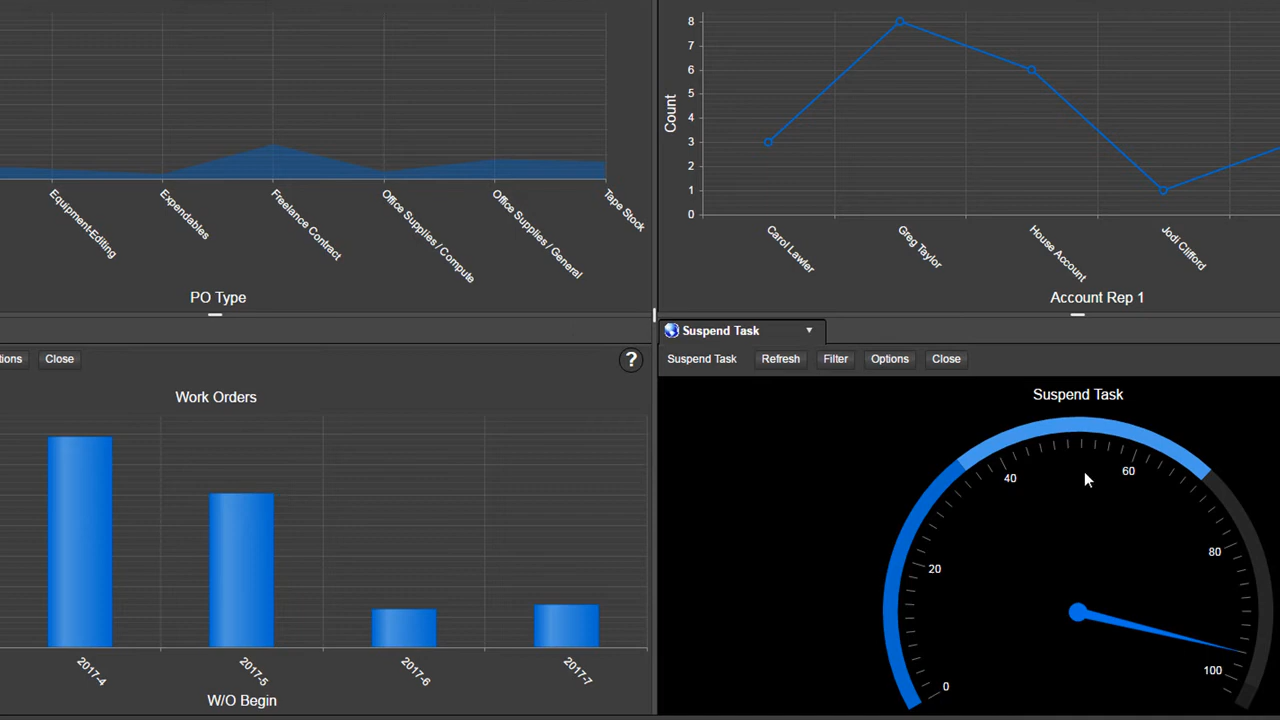 Equipment-Editing
Expendables
Freelance Contract
Office Supplies / Compute
Office Supplies / General
Tape Stock
PO Type
8
7
6
5
4
3
2
1
0
Count
Carol Lawler
Greg Taylor
House Account
Jodi Clifford
Account Rep 1
tions
Close
?
Work Orders
2017-4
2017-5
2017-6
2017-7
W/O Begin
Suspend Task
Suspend Task
Refresh
Filter
Options
Close
Suspend Task
0
20
40
60
80
100